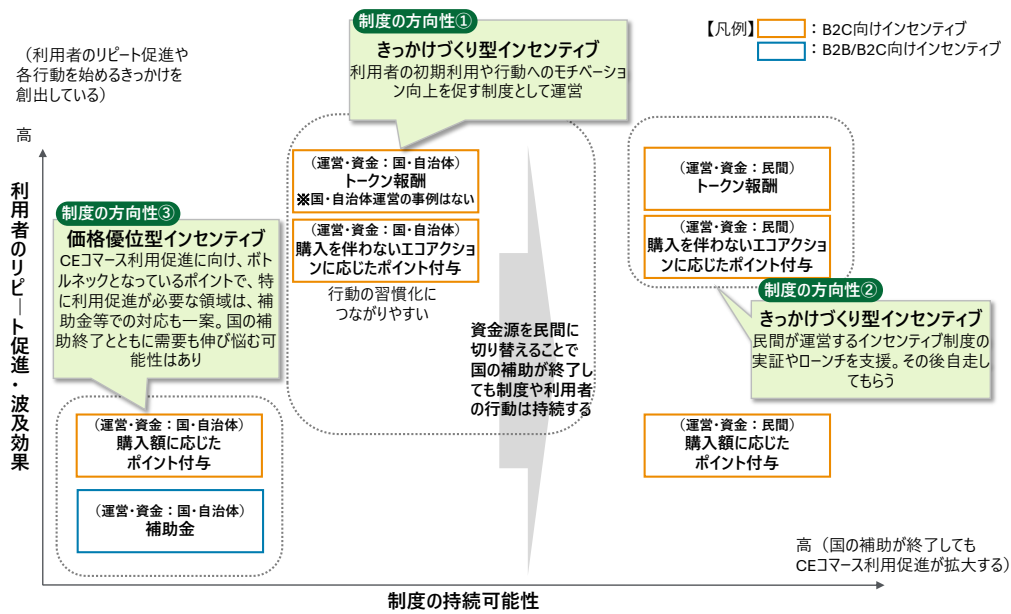 【凡例】
：B2C向けインセンティブ
：B2B/B2C向けインセンティブ
（利用者のリピート促進や
各行動を始めるきっかけを
創出している）
高
利用者のリピート促進・波及効果
制度の方向性①
きっかけづくり型インセンティブ
利用者の初期利用や行動へのモチベーショ
ン向上を促す制度として運営
（運営・資金：国・自治体）
トークン報酬
※国・自治体運営の事例はない
（運営・資金：国・自治体）
購入を伴わないエコアクショ
ンに応じたポイント付与
行動の習慣化に
つながりやすい
制度の方向性③
価格優位型インセンティブ
CEコマース利用促進に向け、ボト
ルネックとなっているポイントで、特
に利用促進が必要な領域は、補
助金等での対応も一案。国の補
助終了とともに需要も伸び悩む可
能性はあり
（運営・資金：国・自治体）
購入額に応じた
ポイント付与
（運営・資金：国・自治体）
補助金
資金源を民間に
切り替えることで
国の補助が終了し
ても制度や利用者
の行動は持続する
（運営・資金：民間）
トークン報酬
（運営・資金：民間）
購入を伴わないエコアクショ
ンに応じたポイント付与
制度の方向性②
きっかけづくり型インセンティブ
民間が運営するインセンティブ制度の
実証やローンチを支援。その後自走し
てもらう
（運営・資金：民間）
購入額に応じた
ポイント付与
高（国の補助が終了しても
CEコマース利用促進が拡大する）
制度の持続可能性